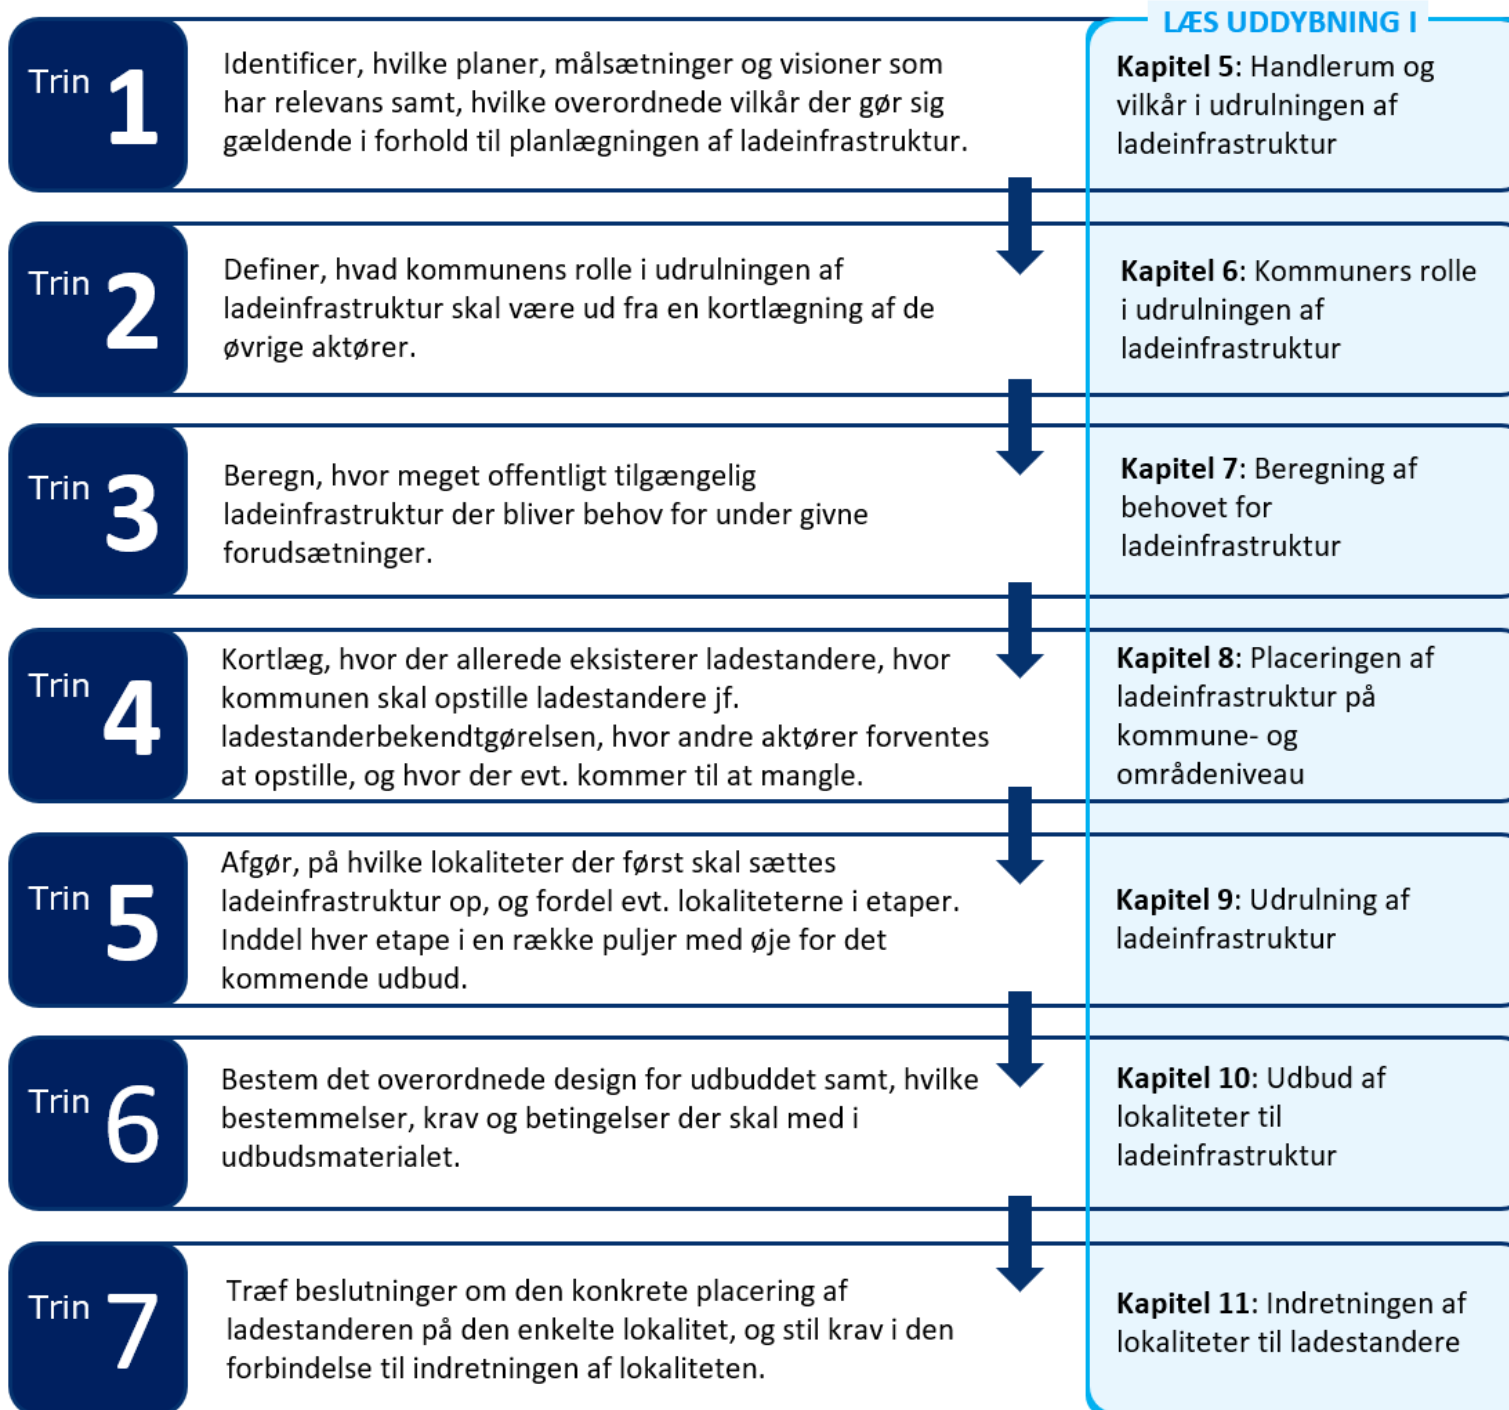 LÆS UDDYBNING I
Trin 1
Identificer, hvilke planer, målsætninger og visioner som
har relevans samt, hvilke overordnede vilkår der gør sig
gældende i forhold til planlægningen af ladeinfrastruktur.
Kapitel 5: Handlerum og
vilkår i udrulningen af
ladeinfrastruktur
Trin 2
Definer, hvad kommunens rolle i udrulningen af
ladeinfrastruktur skal være ud fra en kortlægning af de
øvrige aktører.
Kapitel 6: Kommuners rolle
i udrulningen af
ladeinfrastruktur
Trin 3
Beregn, hvor meget offentligt tilgængelig
ladeinfrastruktur der bliver behov for under givne
forudsætninger.
Kapitel 7: Beregning af
behovet for
ladeinfrastruktur
Trin 4
Kortlæg, hvor der allerede eksisterer ladestandere, hvor
kommunen skal opstille ladestandere jf.
ladestanderbekendtgørelsen, hvor andre aktører forventes
at opstille, og hvor der evt. kommer til at mangle.
Kapitel 8: Placeringen af
ladeinfrastruktur på
kommune- og
områdeniveau
Trin 5
Afgør, på hvilke lokaliteter der først skal sættes
ladeinfrastruktur op, og fordel evt. lokaliteterne i etaper.
Inddel hver etape i en række puljer med øje for det
kommende udbud.
Kapitel 9: Udrulning af
ladeinfrastruktur
Trin 6
Bestem det overordnede design for udbuddet samt, hvilke
bestemmelser, krav og betingelser der skal med i
udbudsmaterialet.
Kapitel 10: Udbud af
lokaliteter til
ladeinfrastruktur
Trin 7
Træf beslutninger om den konkrete placering af
ladestanderen på den enkelte lokalitet, og stil krav i den
forbindelse til indretningen af lokaliteten.
Kapitel 11: Indretningen af
lokaliteter til ladestandere